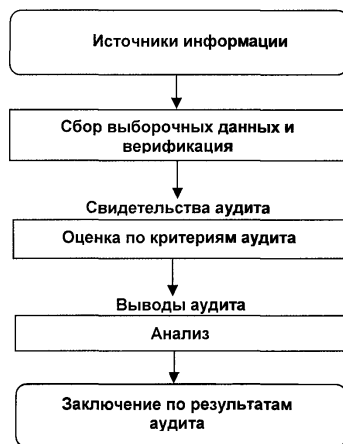 Источники информации
Сбор выборочных данных и
верификация
Свидетельства аудита
Оценка по критериям аудита
Выводы аудита
Анализ
Заключение по результатам
аудита